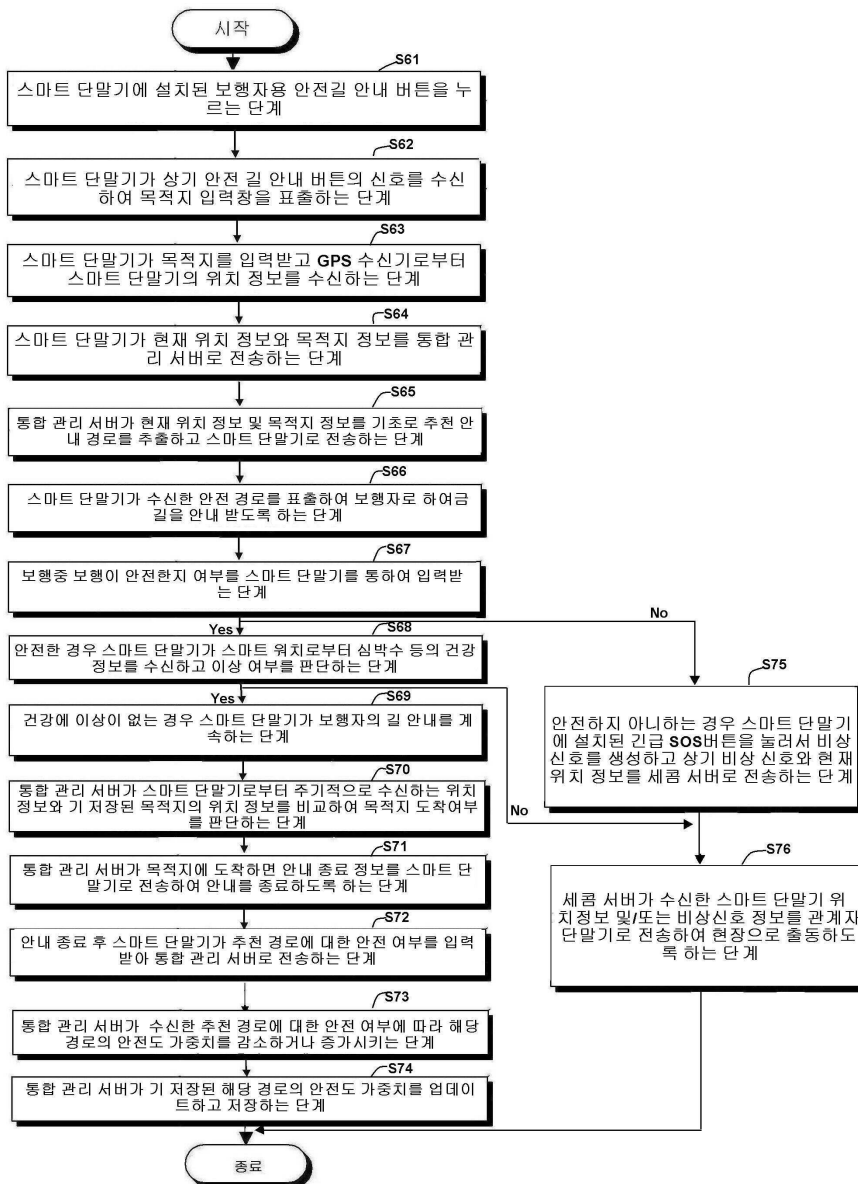 시작
S61
스마트 단말기에 설치된 보행자용 안전길 안내 버튼을 누
르는 단계
S62
스마트 단말기가 상기 안전 길 안내 버튼의 신호를 수신
하여 목적지 입력창을 표출하는 단계
S63
스마트 단말기가 목적지를 입력받고 GPS 수신기로부터
스마트 단말기의 위치 정보를 수신하는 단계
S64
스마트 단말기가 현재 위치 정보와 목적지 정보를 통합 관
리 서버로 전송하는 단계
S65
통합 관리 서버가 현재 위치 정보 및 목적지 정보를 기초로 추천 안
내 경로를 추출하고 스마트 단말기로 전송하는 단계
S66
스마트 단말기가 수신한 안전 경로를 표출하여 보행자로 하여금
길을 안내 받도록 하는 단계
S67
보행중 보행이 안전한지 여부를 스마트 단말기를 통하여 입력받
는 단계
No
Yes
S68
안전한 경우 스마트 단말기가 스마트 위치로부터 심박수 등의 건강
정보를 수신하고 이상 여부를 판단하는 단계
Yes
S69
건강에 이상이 없는 경우 스마트 단말기가 보행자의 길 안내를 계
속하는 단계
S70
통합 관리 서버가 스마트 단말기로부터 주기적으로 수신하는 위치
정보와 기 저장된 목적지의 위치 정보를 비교하여 목적지 도착여부
를 판단하는 단계
No
S71
통합 관리 서버가 목적지에 도착하면 안내 종료 정보를 스마트 단
말기로 전송하여 안내를 종료하도록 하는 단계
S72
안내 종료 후 스마트 단말기가 추천 경로에 대한 안전 여부를 입력
받아 통합 관리 서버로 전송하는 단계
S73
통합 관리 서버가 수신한 추천 경로에 대한 안전 여부에 따라 해당
경로의 안전도 가중치를 감소하거나 증가시키는 단계
S74
통합 관리 서버가 기 저장된 해당 경로의 안전도 가중치를 업데이
트하고 저장하는 단계
S75
안전하지 아니하는 경우 스마트 단말기
에 설치된 긴급 SOS버튼을 눌러서 비상
신호를 생성하고 상기 비상 신호와 현재
위치 정보를 세콤 서버로 전송하는 단계
S76
세콤 서버가 수신한 스마트 단말기 위
치정보 및/또는 비상신호 정보를 관계자
단말기로 전송하여 현장으로 출동하도
록 하는 단계
종료